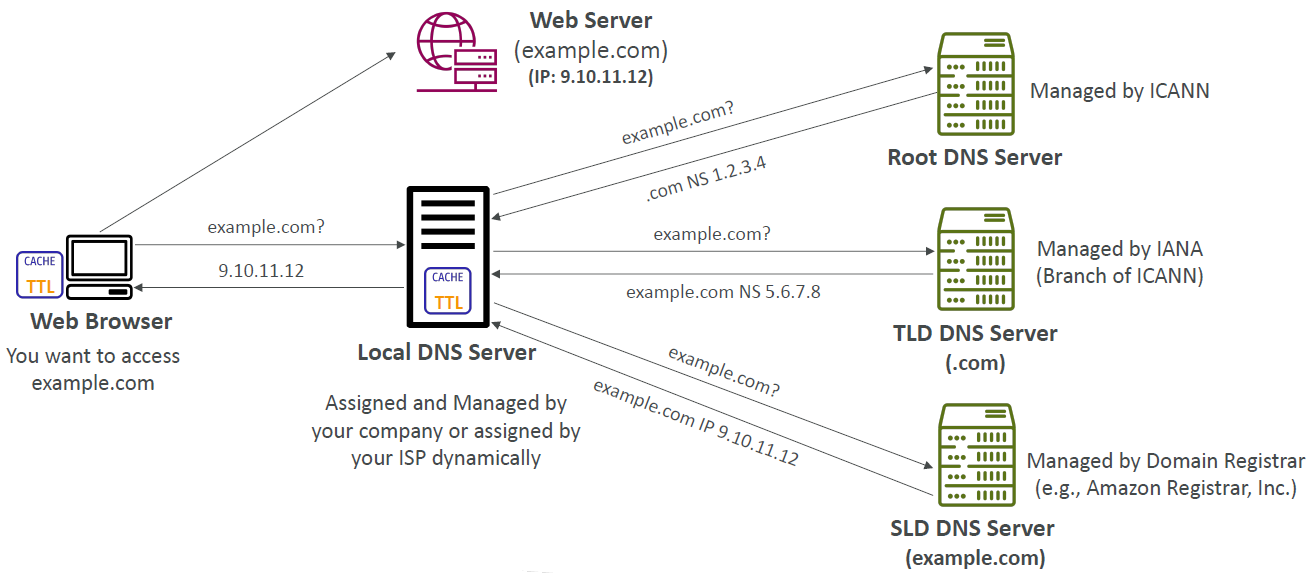 Web Server
(example.com)
(IP: 9.10.11.12)
Managed by ICANN
example.com?
Root DNS Server
.com NS 1.2.3.4
example.com?
9.10.11.12
CACHE
TTL
Web Browser
You want to access
example.com
CACHE
TTL
Local DNS Server
Assigned and Managed by
your company or assigned by
your ISP dynamically
example.com?
example.com NS 5.6.7.8
Managed by IANA
(Branch of ICANN)
TLD DNS Server
(.com)
example.com?
example.com IP 9.10.11.12
Managed by Domain Registrar
(e.g., Amazon Registrar, Inc.)
SLD DNS Server
(example.com)